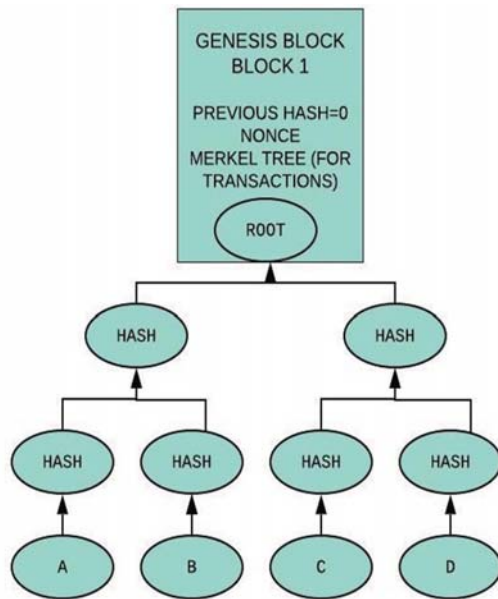 GENESIS BLOCK
BLOCK 1
PREVIOUS HASH=0
NONCE
MERKEL TREE (FOR
TRANSACTIONS)
ROOT
HASH
HASH
HASH
HASH
HASH
HASH
A
B
C
D